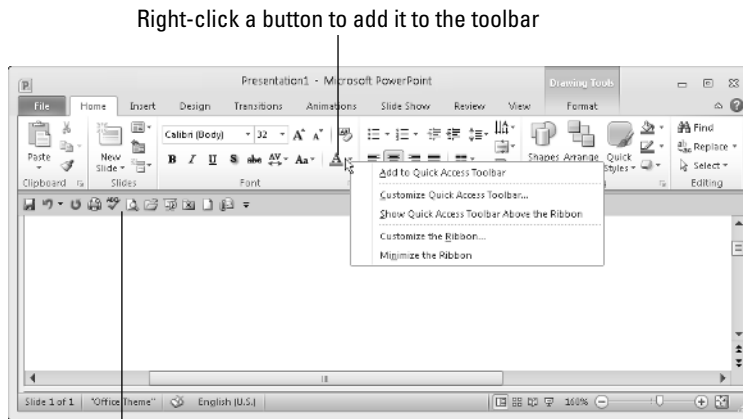 Right-click a button to add it to the toolbar
Presentation1 - Microsoft PowerPoint
Drawing Tools
File Home Insert Design Transitions Animations Slide Show Review View Format
Calibri (Body) 32
Paste
New
Slide
B I U S abc AV Aa A
Shapes Arrange Quick
Styles
Find
Replace
Select
Clipboard Slides Font Editing
Add to Quick Access Toolbar
Customize Quick Access Toolbar...
Show Quick Access Toolbar Above the Ribbon
Customize the Ribbon...
Minimize the Ribbon
Slide 1 of 1 "Office Theme" English (U.S.) 160%